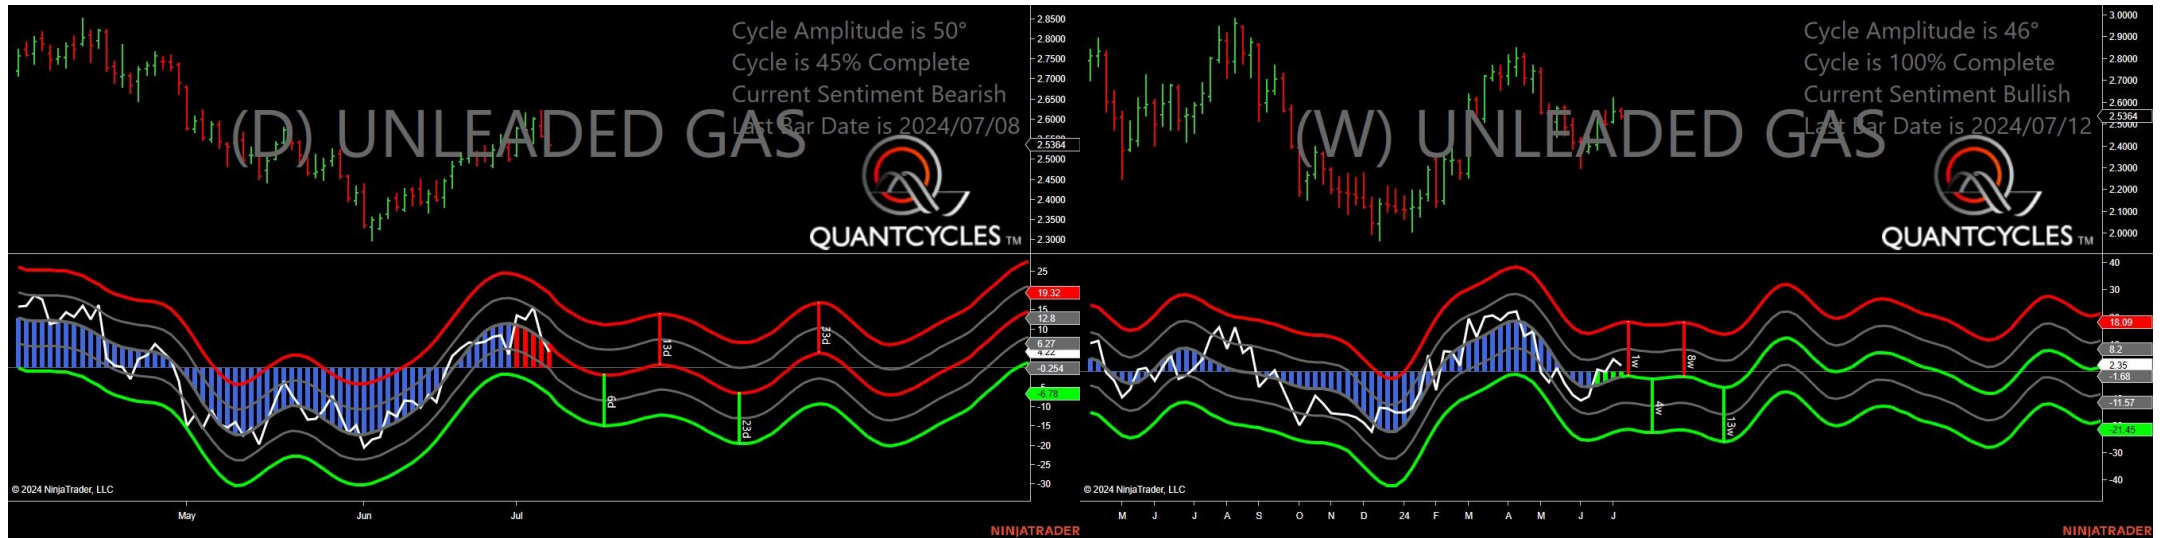 Cycle Amplitude is 50°
Cycle is 45% Complete
Current Sentiment Bearish
Last Bar Date is 2024/07/08
(D) UNLEADED GAS
QUANTCYCLES TM
2.8500
2.8000
2.7500
2.7000
2.6500
2.6000
2.5364
2.5000
2.4500
2.4000
2.3500
2.3000
25
19.32
15
12.8
10
6.27
4.22
-0.254
-6.78
-10
-15
-20
-25
-30
6d
13d
23d
33d
© 2024 NinjaTrader, LLC
May
Jun
Jul
NINJATRADER
Cycle Amplitude is 46°
Cycle is 100% Complete
Current Sentiment Bullish
Last Bar Date is 2024/07/12
(W) UNLEADED GAS
QUANTCYCLES TM
3.0000
2.9000
2.8000
2.7000
2.6000
2.5364
2.5000
2.4000
2.3000
2.2000
2.1000
2.0000
40
30
18.09
8.2
2.35
-1.68
-11.57
-21.45
-30
-40
1w
4w
8w
13w
© 2024 NinjaTrader, LLC
M J J A S O N D 24 F M A M J J
NINJATRADER